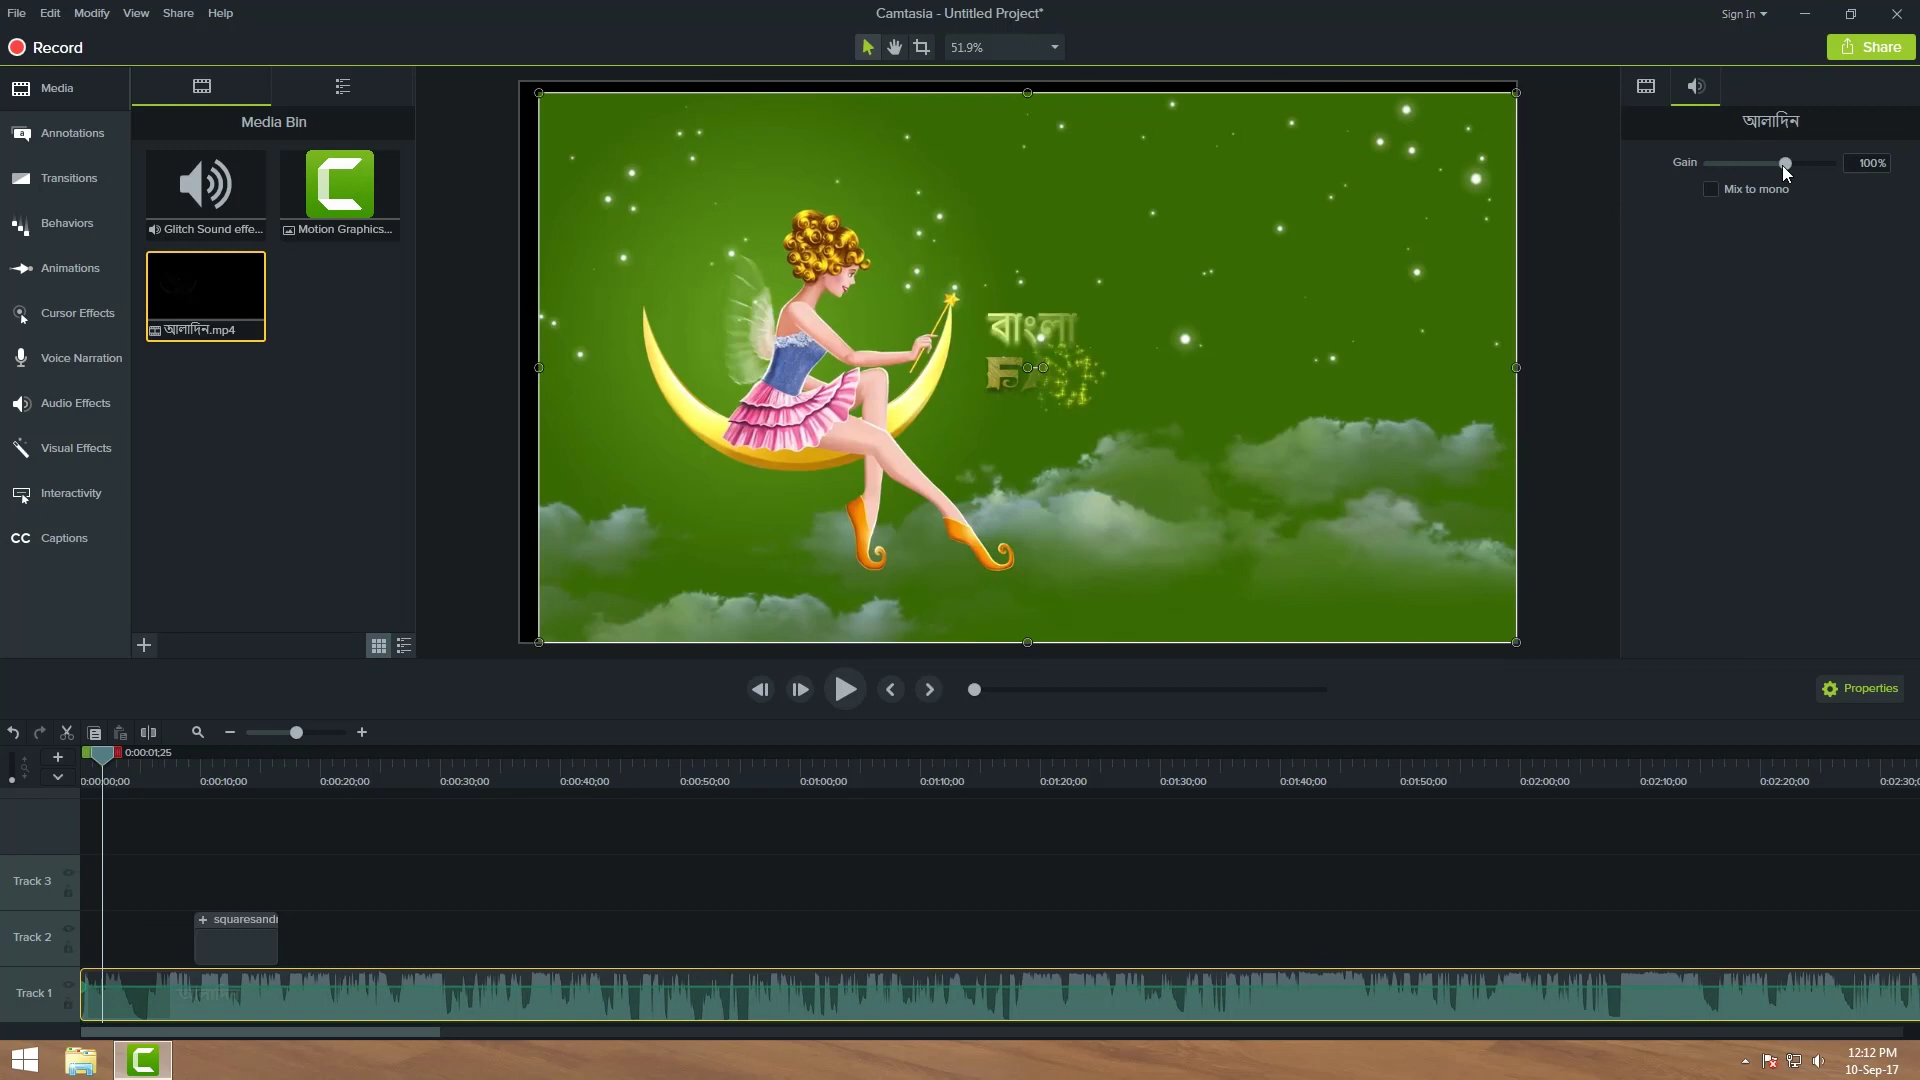 File Edit Modify View Share Help
Camtasia - Untitled Project*
Sign In
Record
51.9%
Share
Media
Annotations
Transitions
Behaviors
Animations
Cursor Effects
Voice Narration
Audio Effects
Visual Effects
Interactivity
CC Captions
Media Bin
Glitch Sound effe...
Motion Graphics...
আলাদিন.mp4
বাংলা
আলাদিন
Gain
100%
Mix to mono
Properties
0:00:01;25
0:00:00;00 0:00:10;00 0:00:20;00 0:00:30;00 0:00:40;00 0:00:50;00 0:01:00;00 0:01:10;00 0:01:20;00 0:01:30;00 0:01:40;00 0:01:50;00 0:02:00;00 0:02:10;00 0:02:20;00
Track 3
Track 2
squaresand
Track 1
আলাদিন
12:12 PM
10-Sep-17